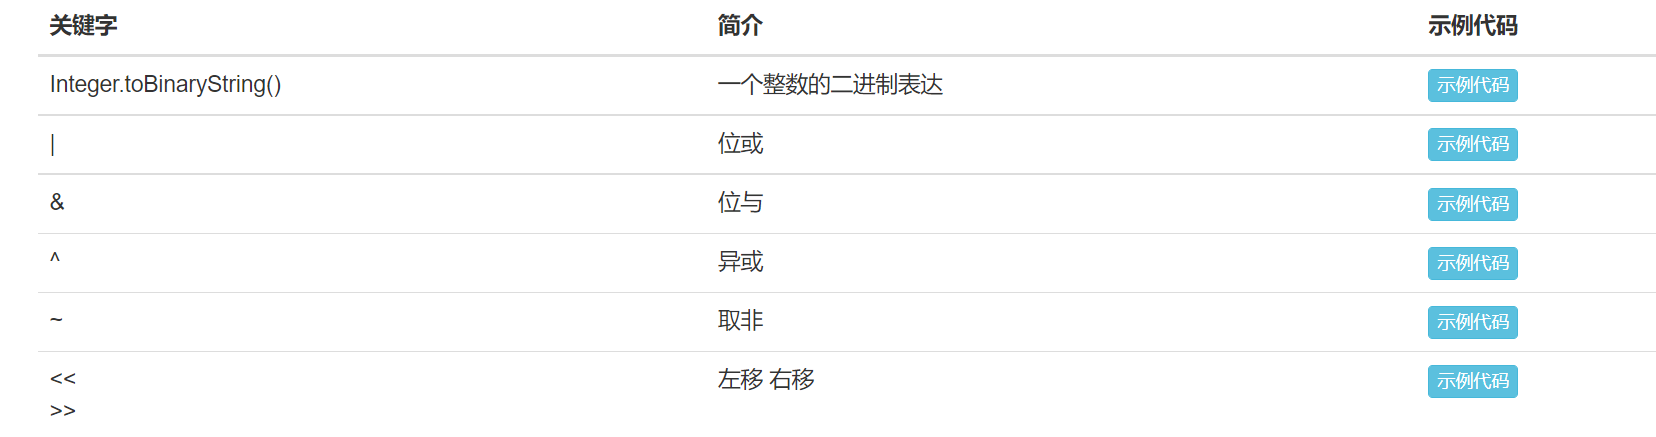 关键字 简介 示例代码
Integer.toBinaryString() 一个整数的二进制表达 示例代码
| 位或 示例代码
& 位与 示例代码
^ 异或 示例代码
~ 取非 示例代码
<< 左移 右移 示例代码
>>